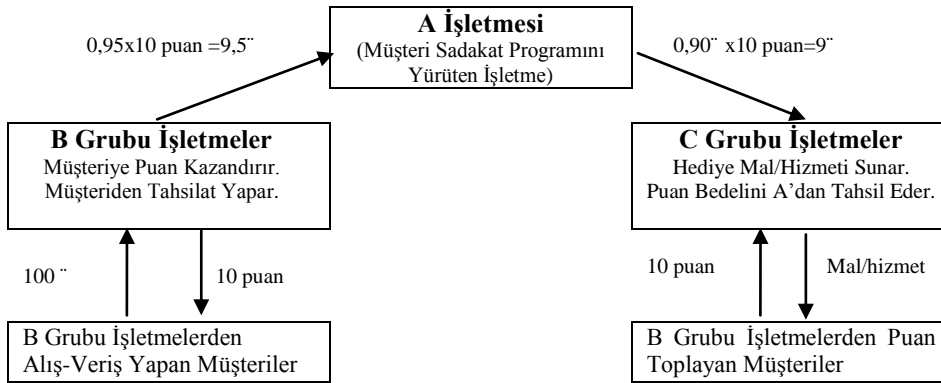 A İşletmesi
(Müşteri Sadakat Programını
Yürüten İşletme)
0,95x10 puan =9,5¨
0,90¨ x10 puan=9¨
B Grubu İşletmeler
Müşteriye Puan Kazandırır.
Müşteriden Tahsilat Yapar.
C Grubu İşletmeler
Hediye Mal/Hizmeti Sunar.
Puan Bedelini A’dan Tahsil Eder.
100 ¨
10 puan
10 puan
Mal/hizmet
B Grubu İşletmelerden
Alış-Veriş Yapan Müşteriler
B Grubu İşletmelerden Puan
Toplayan Müşteriler